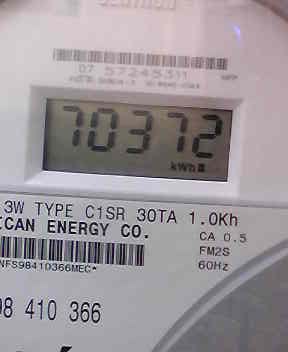 07 57245311
70372
kWh
3W TYPE C1SR 30TA 1.0Kh
ICAN ENERGY CO.
CA 0.5
FM2S
60Hz
NFS98410366MEC*
98 410 366